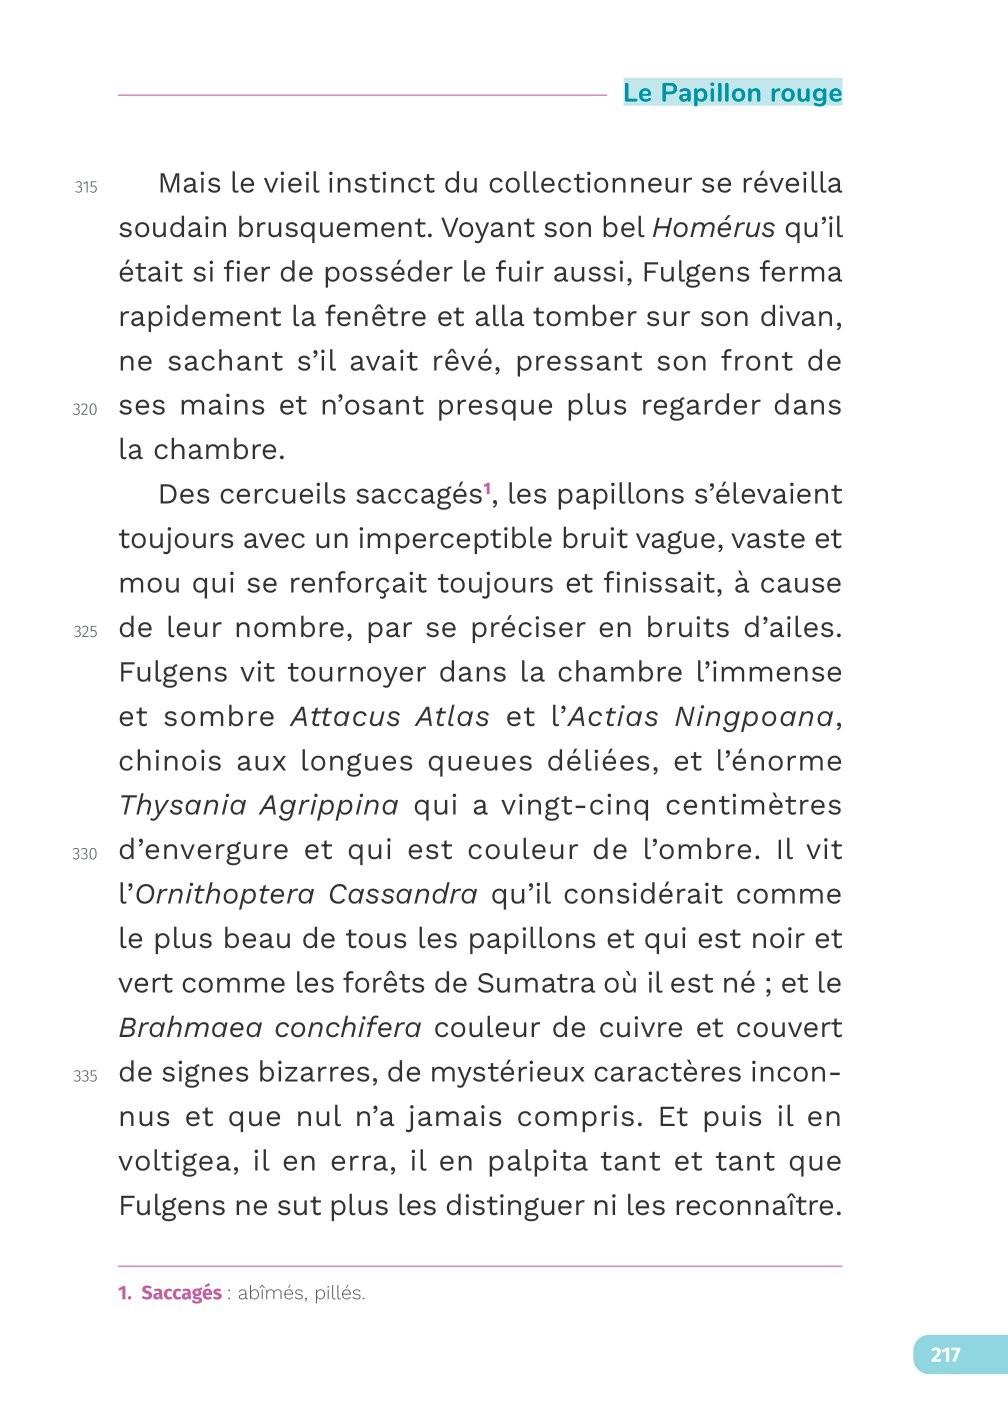 Le Papillon rouge
315 Mais le vieil instinct du collectionneur se réveilla
soudain brusquement. Voyant son bel Homérus qu’il
était si fier de posséder le fuir aussi, Fulgens ferma
rapidement la fenêtre et alla tomber sur son divan,
ne sachant s’il avait rêvé, pressant son front de
320 ses mains et n’osant presque plus regarder dans
la chambre.
Des cercueils saccagés¹, les papillons s’élevaient
toujours avec un imperceptible bruit vague, vaste et
mou qui se renforçait toujours et finissait, à cause
325 de leur nombre, par se préciser en bruits d’ailes.
Fulgens vit tournoyer dans la chambre l’immense
et sombre Attacus Atlas et l’Actias Ningpoana,
chinois aux longues queues déliées, et l’énorme
Thysania Agrippina qui a vingt-cinq centimètres
330 d’envergure et qui est couleur de l’ombre. Il vit
l’Ornithoptera Cassandra qu’il considérait comme
le plus beau de tous les papillons et qui est noir et
vert comme les forêts de Sumatra où il est né ; et le
Brahmaea conchifera couleur de cuivre et couvert
335 de signes bizarres, de mystérieux caractères incon-
nus et que nul n’a jamais compris. Et puis il en
voltigea, il en erra, il en palpita tant et tant que
Fulgens ne sut plus les distinguer ni les reconnaître.
1. Saccagés : abîmés, pillés.
217